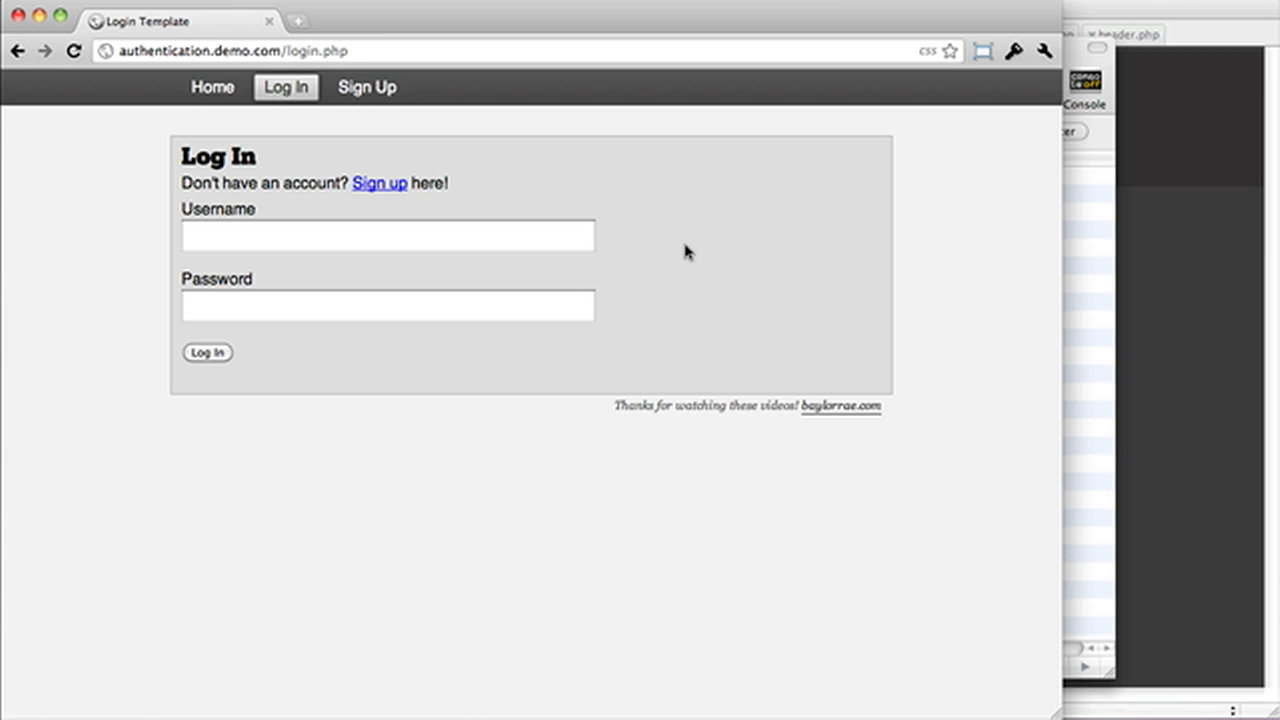 Login Template
header.php
authentication.demo.com/login.php
css
Home
Log In
Sign Up
Console
Log In
Don't have an account? Sign up here!
Username
Password
Log In
Thanks for watching these videos! baylorrae.com